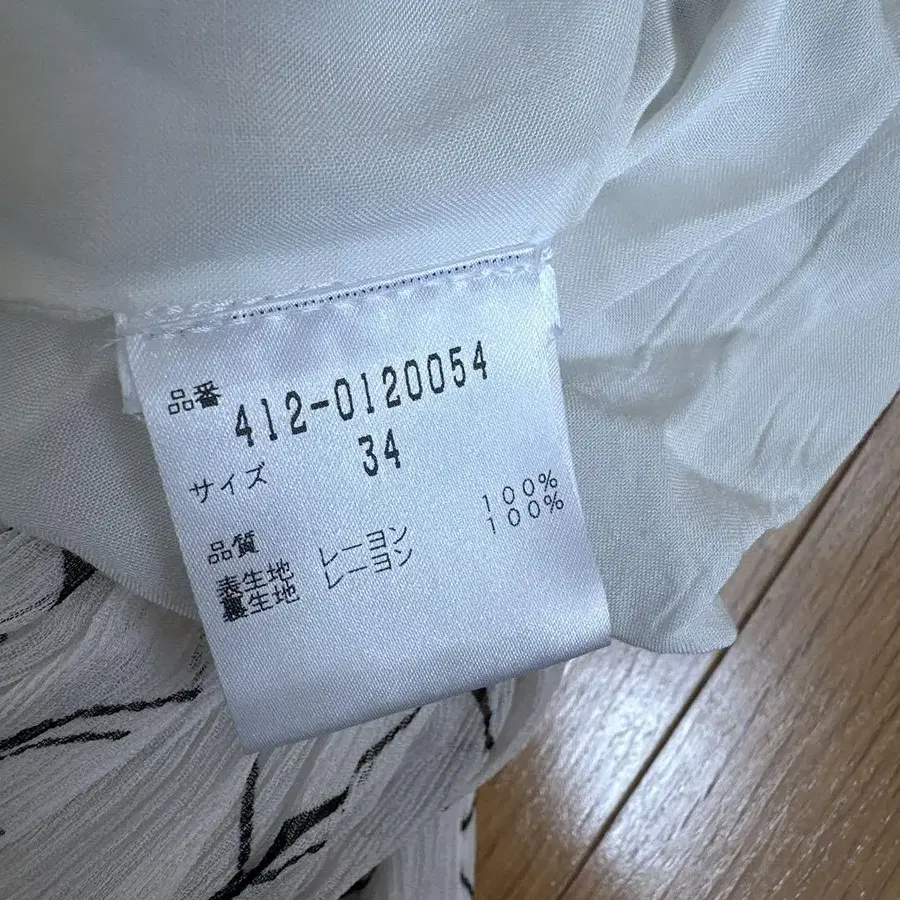 品番 412-0120054
サイズ 34
品質
表生地 レーヨン 100%
裏生地 レーヨン 100%